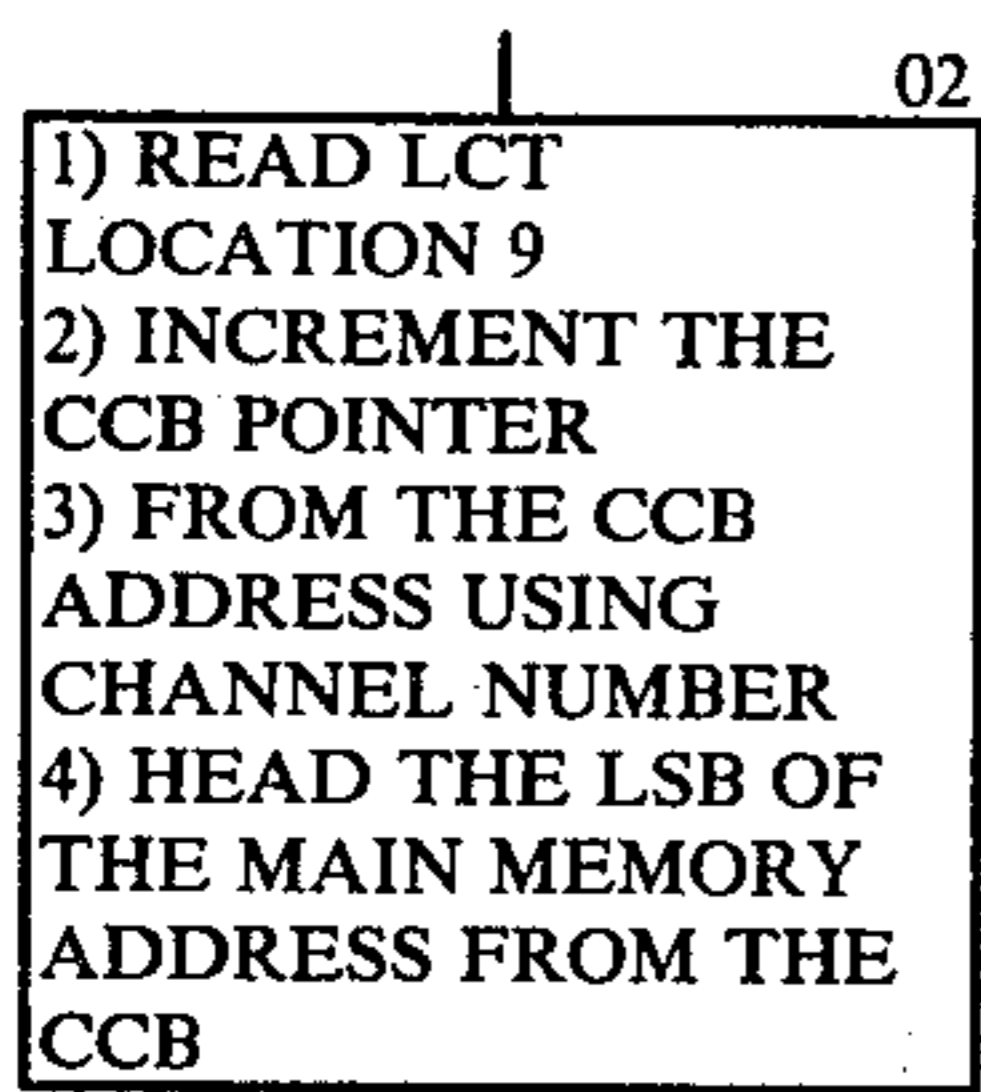 02
1) READ LCT
LOCATION 9
2) INCREMENT THE
CCB POINTER
3) FROM THE CCB
ADDRESS USING
CHANNEL NUMBER
4) HEAD THE LSB OF
THE MAIN MEMORY
ADDRESS FROM THE
CCB